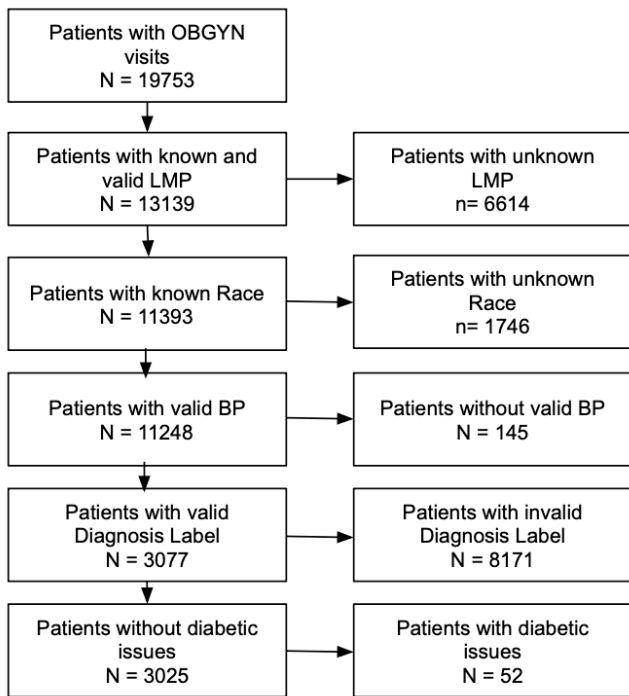 Patients with OBGYN
visits
N = 19753
Patients with known and
valid LMP
N = 13139
Patients with unknown
LMP
n= 6614
Patients with known Race
N = 11393
Patients with unknown
Race
n= 1746
Patients with valid BP
N = 11248
Patients without valid BP
N = 145
Patients with valid
Diagnosis Label
N = 3077
Patients with invalid
Diagnosis Label
N = 8171
Patients without diabetic
issues
N = 3025
Patients with diabetic
issues
N = 52